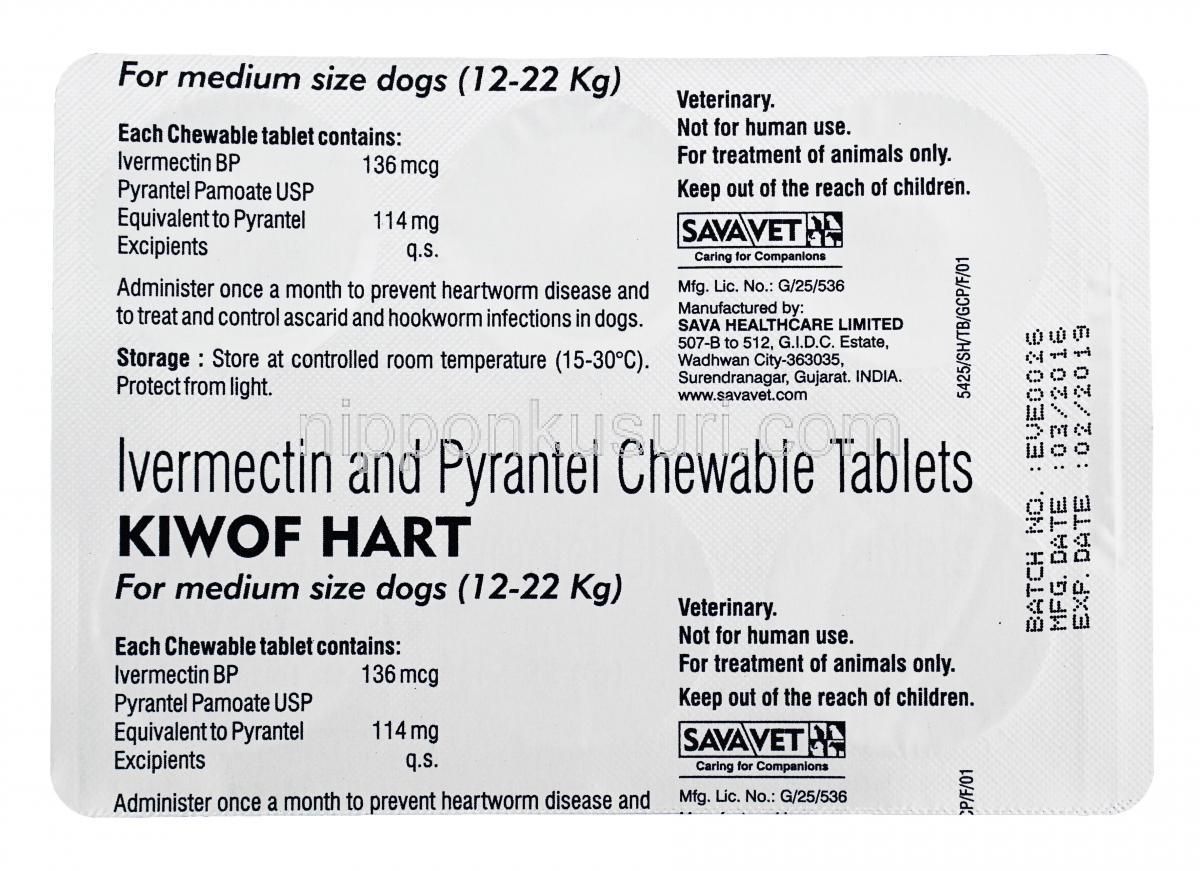 For medium size dogs (12-22 Kg)
Each Chewable tablet contains:
Ivermectin BP 136 mcg
Pyrantel Pamoate USP
Equivalent to Pyrantel 114 mg
Excipients q.s.
Administer once a month to prevent heartworm disease and
to treat and control ascarid and hookworm infections in dogs.
Storage : Store at controlled room temperature (15-30°C).
Protect from light.
Veterinary.
Not for human use.
For treatment of animals only.
Keep out of the reach of children.
SAVAVET
Caring for Companions
Mfg. Lic. No.: G/25/536
Manufactured by:
SAVA HEALTHCARE LIMITED
507-B to 512, G.I.D.C. Estate,
Wadhwan City-363035,
Surendranagar, Gujarat. INDIA.
www.savavet.com
5425/SH/TB/GCP/F/01
nipponkusuri.com
Ivermectin and Pyrantel Chewable Tablets
KIWOF HART
For medium size dogs (12-22 Kg)
Each Chewable tablet contains:
Ivermectin BP 136 mcg
Pyrantel Pamoate USP
Equivalent to Pyrantel 114 mg
Excipients q.s.
Administer once a month to prevent heartworm disease and
Veterinary.
Not for human use.
For treatment of animals only.
Keep out of the reach of children.
SAVAVET
Caring for Companions
Mfg. Lic. No.: G/25/536
CP/F/01
BATCH NO. : EVE0026
MFG. DATE : 03/2016
EXP. DATE : 02/2019